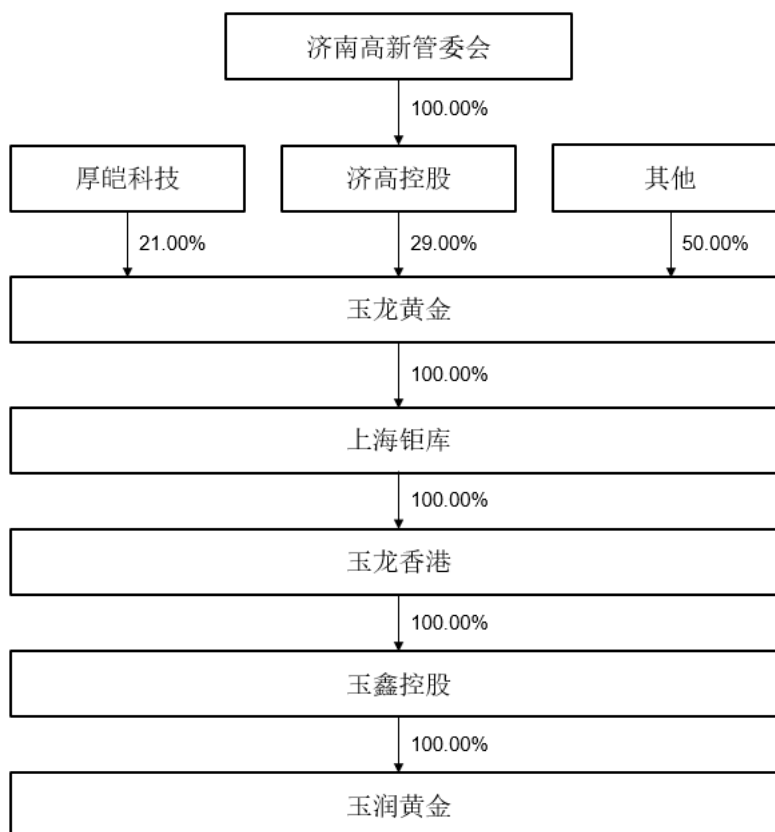 济南高新管委会
100.00%
厚皑科技
济高控股
其他
21.00%
29.00%
50.00%
玉龙黄金
100.00%
上海钜库
100.00%
玉龙香港
100.00%
玉鑫控股
100.00%
玉润黄金